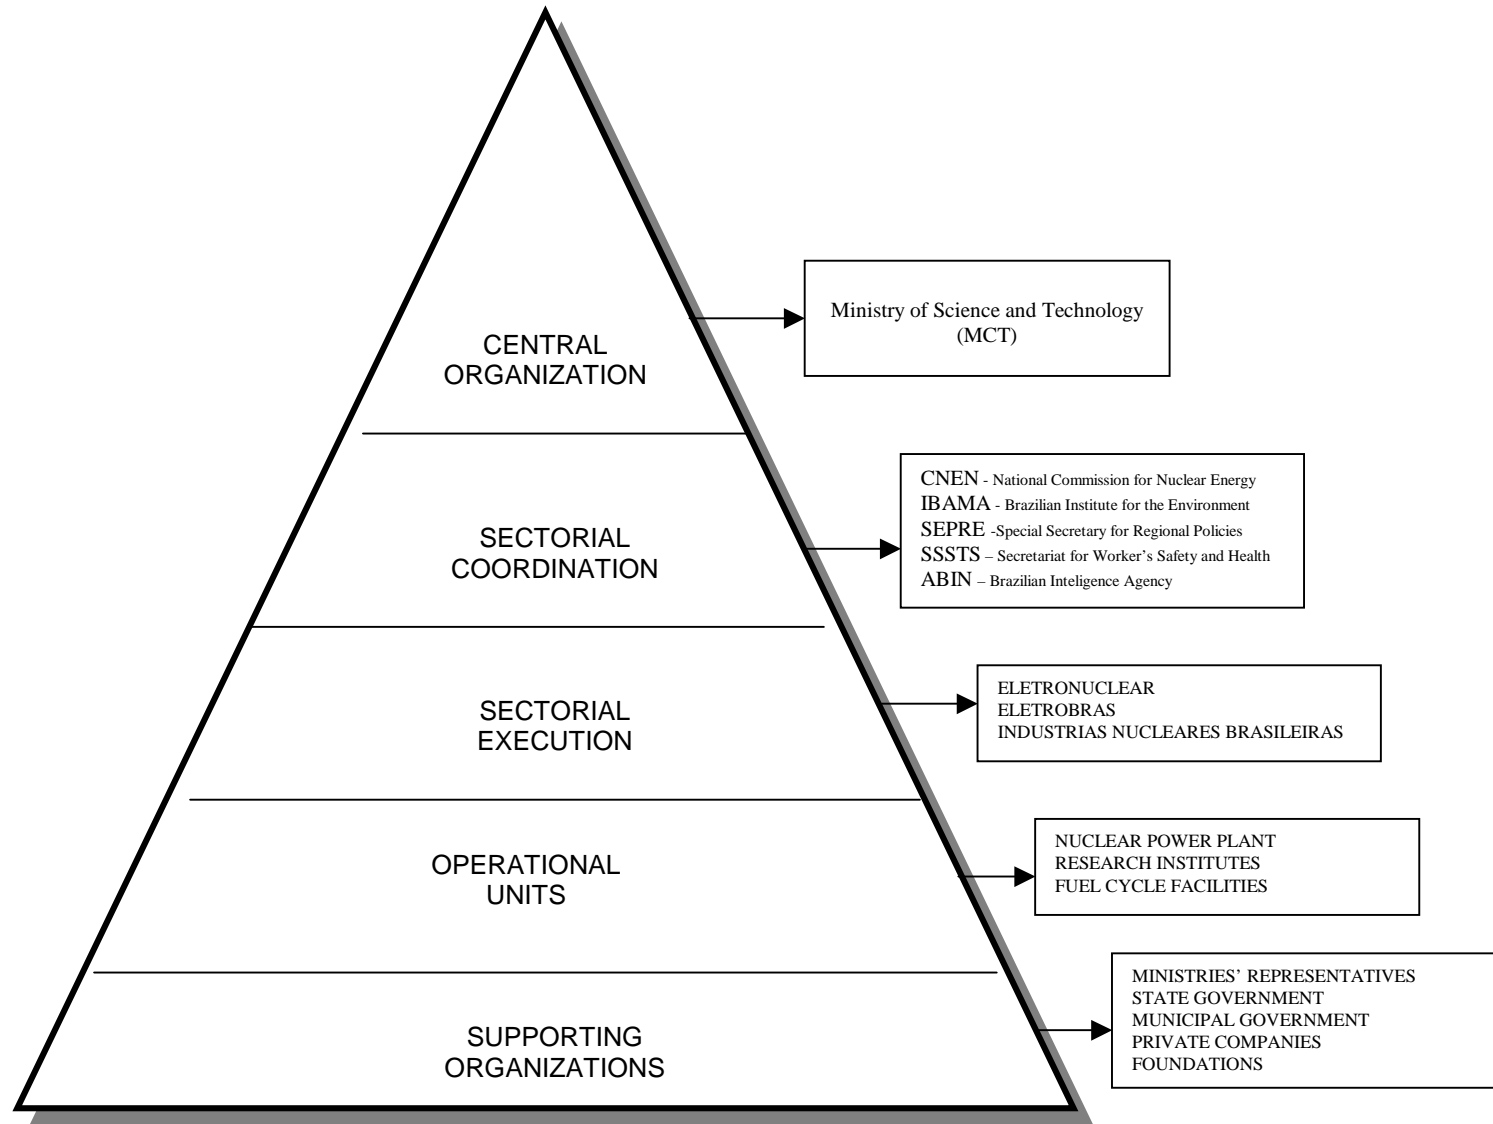 CENTRAL
ORGANIZATION
Ministry of Science and Technology
(MCT)
SECTORIAL
COORDINATION
CNEN - National Commission for Nuclear Energy
IBAMA - Brazilian Institute for the Environment
SEPRE -Special Secretary for Regional Policies
SSSTS – Secretariat for Worker’s Safety and Health
ABIN – Brazilian Inteligence Agency
SECTORIAL
EXECUTION
ELETRONUCLEAR
ELETROBRAS
INDUSTRIAS NUCLEARES BRASILEIRAS
OPERATIONAL
UNITS
NUCLEAR POWER PLANT
RESEARCH INSTITUTES
FUEL CYCLE FACILITIES
SUPPORTING
ORGANIZATIONS
MINISTRIES’ REPRESENTATIVES
STATE GOVERNMENT
MUNICIPAL GOVERNMENT
PRIVATE COMPANIES
FOUNDATIONS